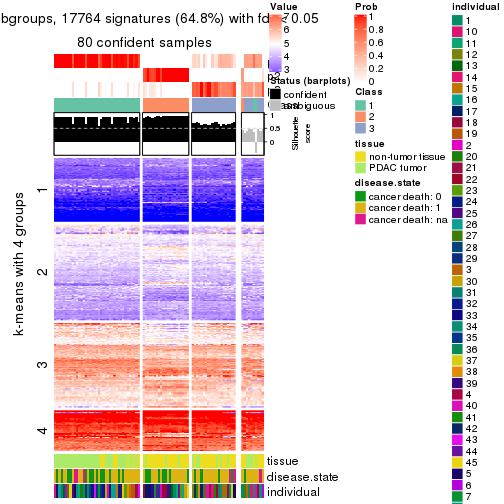 bgroups, 17764 signatures (64.8%) with fd
0.05
80 confident samples
Value
7
6
5
4
3
Status (barplots)
confident
ambiguous
1
0.5
0
Silhouette
score
k-means with 4 groups
1
2
3
4
tissue
disease.state
individual
Prob
1
0.8
0.6
0.4
0.2
0
Class
1
2
3
tissue
non-tumor tissue
PDAC tumor
disease.state
cancer death: 0
cancer death: 1
cancer death: na
individual
1
10
11
12
13
14
15
16
17
18
19
2
20
21
22
23
24
25
26
27
28
29
3
30
31
32
33
34
35
36
37
38
39
4
40
41
42
43
44
45
5
6
7